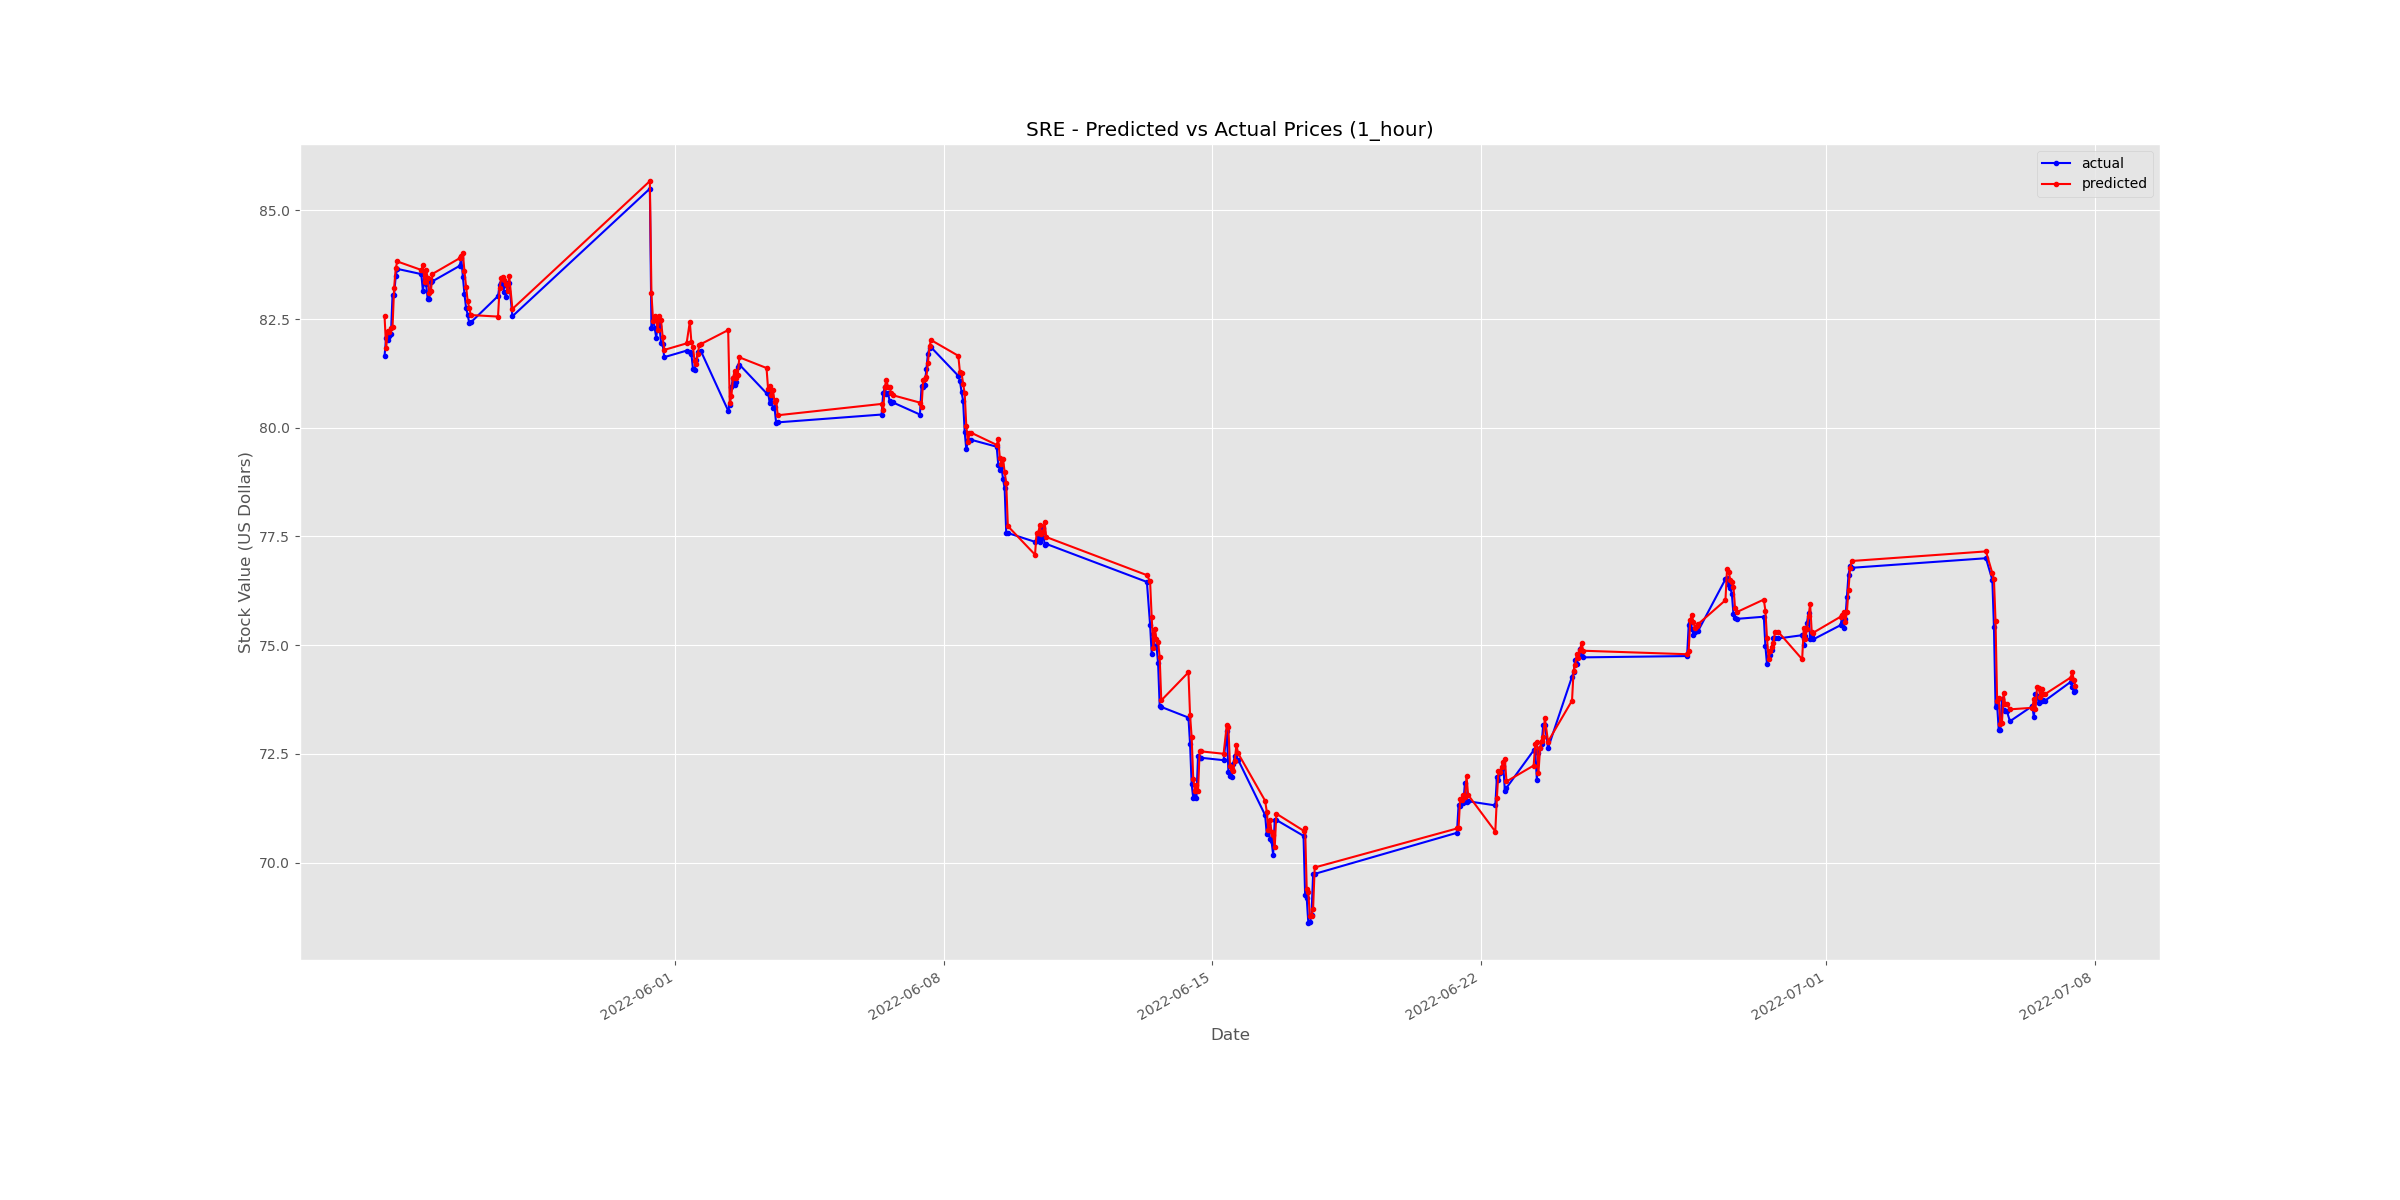 SRE - Predicted vs Actual Prices (1_hour)
actual
predicted
Stock Value (US Dollars)
85.0
82.5
80.0
77.5
75.0
72.5
70.0
2022-06-01
2022-06-08
2022-06-15
2022-06-22
2022-07-01
2022-07-08
Date